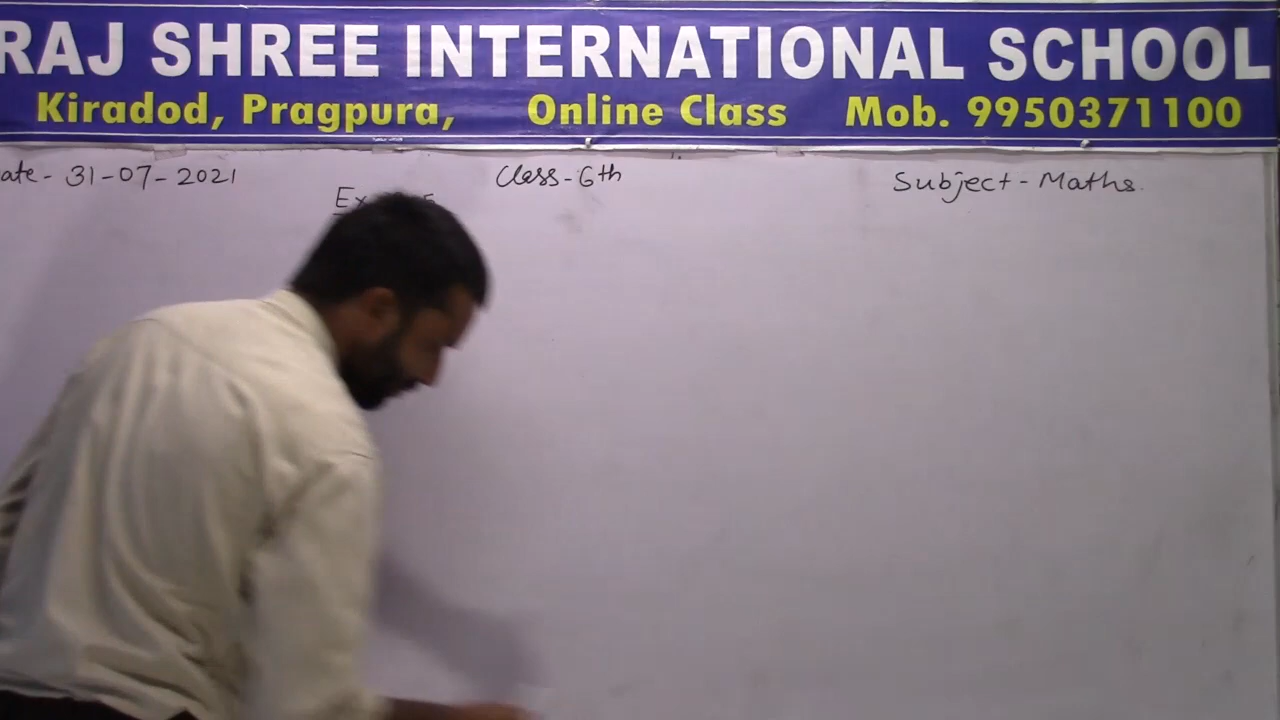 RAJ SHREE INTERNATIONAL SCHOOL
Kiradod, Pragpura, Online Class Mob. 9950371100
ate - 31-07-2021 Class - 6th Subject - Maths.